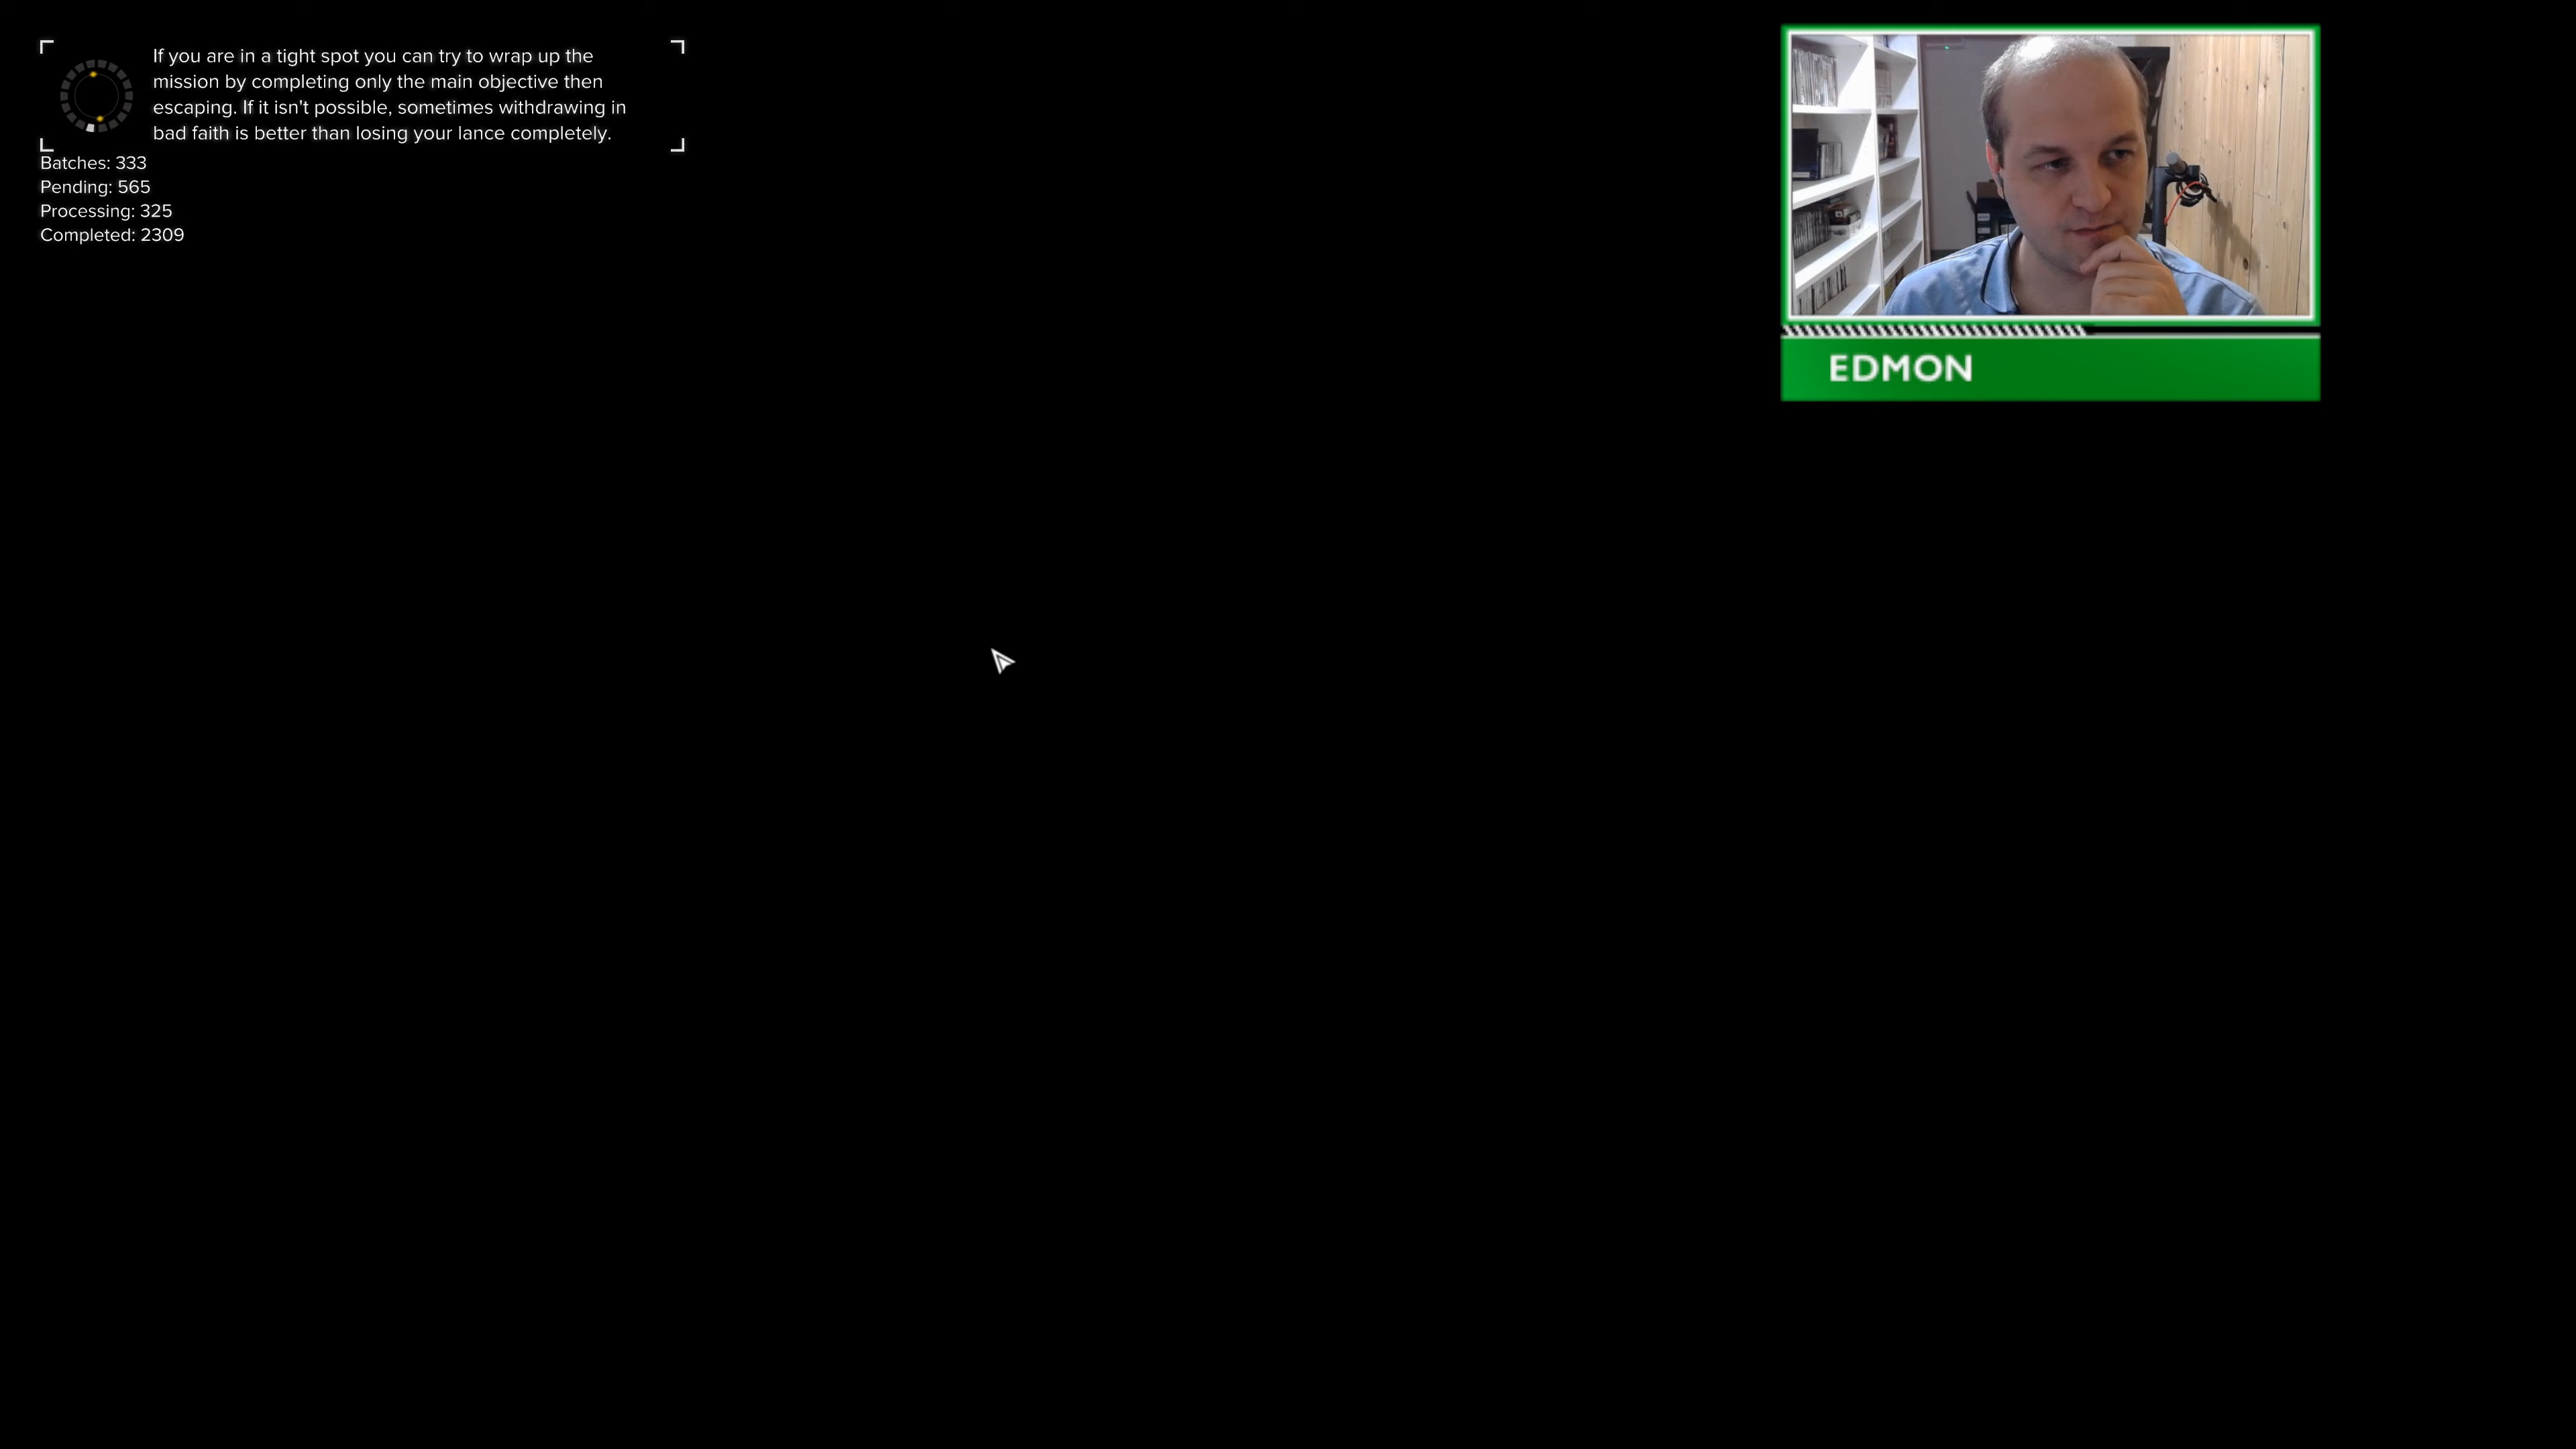 If you are in a tight spot you can try to wrap up the
mission by completing only the main objective then
escaping. If it isn't possible, sometimes withdrawing in
bad faith is better than losing your lance completely.
Batches: 333
Pending: 565
Processing: 325
Completed: 2309
EDMON